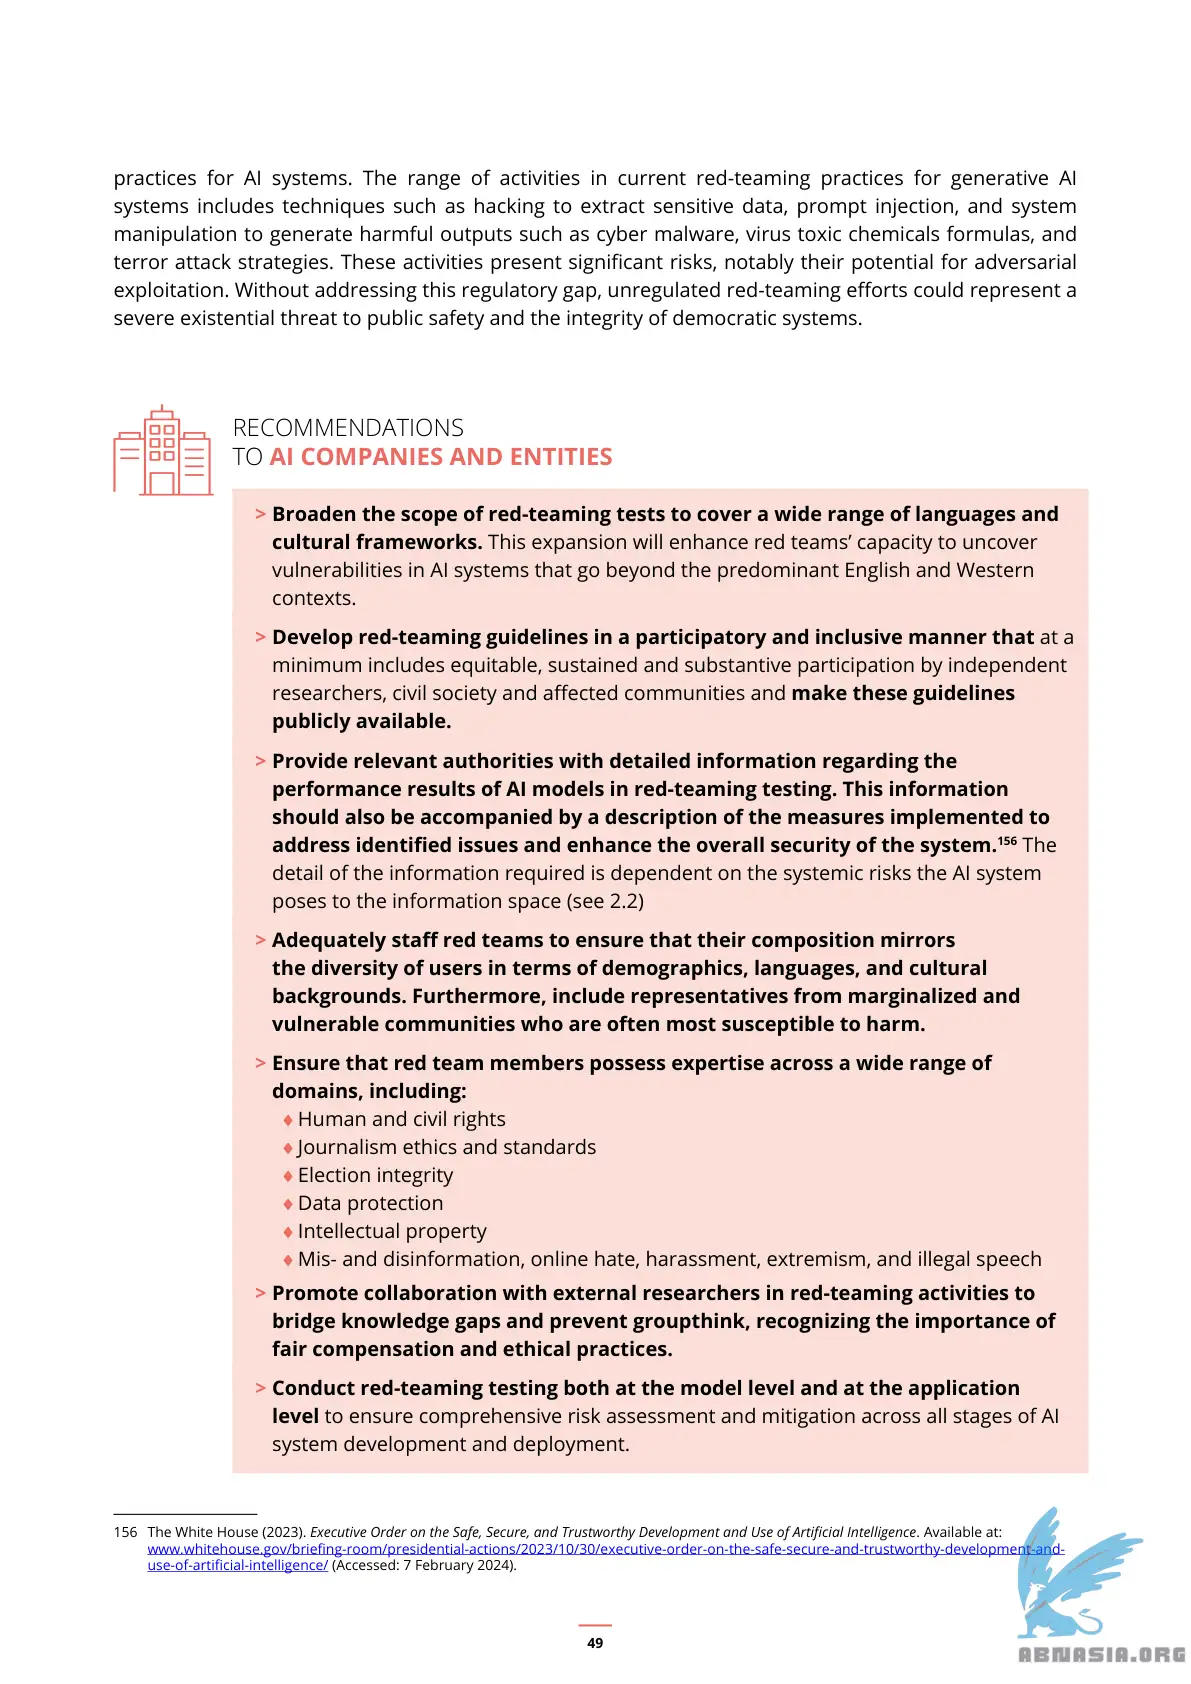 practices for AI systems. The range of activities in current red-teaming practices for generative AI
systems includes techniques such as hacking to extract sensitive data, prompt injection, and system
manipulation to generate harmful outputs such as cyber malware, virus toxic chemicals formulas, and
terror attack strategies. These activities present significant risks, notably their potential for adversarial
exploitation. Without addressing this regulatory gap, unregulated red-teaming efforts could represent a
severe existential threat to public safety and the integrity of democratic systems.
RECOMMENDATIONS
TO AI COMPANIES AND ENTITIES
> Broaden the scope of red-teaming tests to cover a wide range of languages and
cultural frameworks. This expansion will enhance red teams’ capacity to uncover
vulnerabilities in AI systems that go beyond the predominant English and Western
contexts.
> Develop red-teaming guidelines in a participatory and inclusive manner that at a
minimum includes equitable, sustained and substantive participation by independent
researchers, civil society and affected communities and make these guidelines
publicly available.
> Provide relevant authorities with detailed information regarding the
performance results of AI models in red-teaming testing. This information
should also be accompanied by a description of the measures implemented to
address identified issues and enhance the overall security of the system.156 The
detail of the information required is dependent on the systemic risks the AI system
poses to the information space (see 2.2)
> Adequately staff red teams to ensure that their composition mirrors
the diversity of users in terms of demographics, languages, and cultural
backgrounds. Furthermore, include representatives from marginalized and
vulnerable communities who are often most susceptible to harm.
> Ensure that red team members possess expertise across a wide range of
domains, including:
♦ Human and civil rights
♦ Journalism ethics and standards
♦ Election integrity
♦ Data protection
♦ Intellectual property
♦ Mis- and disinformation, online hate, harassment, extremism, and illegal speech
> Promote collaboration with external researchers in red-teaming activities to
bridge knowledge gaps and prevent groupthink, recognizing the importance of
fair compensation and ethical practices.
> Conduct red-teaming testing both at the model level and at the application
level to ensure comprehensive risk assessment and mitigation across all stages of AI
system development and deployment.
156 The White House (2023). Executive Order on the Safe, Secure, and Trustworthy Development and Use of Artificial Intelligence. Available at:
www.whitehouse.gov/briefing-room/presidential-actions/2023/10/30/executive-order-on-the-safe-secure-and-trustworthy-development-and-
use-of-artificial-intelligence/ (Accessed: 7 February 2024).
49
ABNASIA.ORG